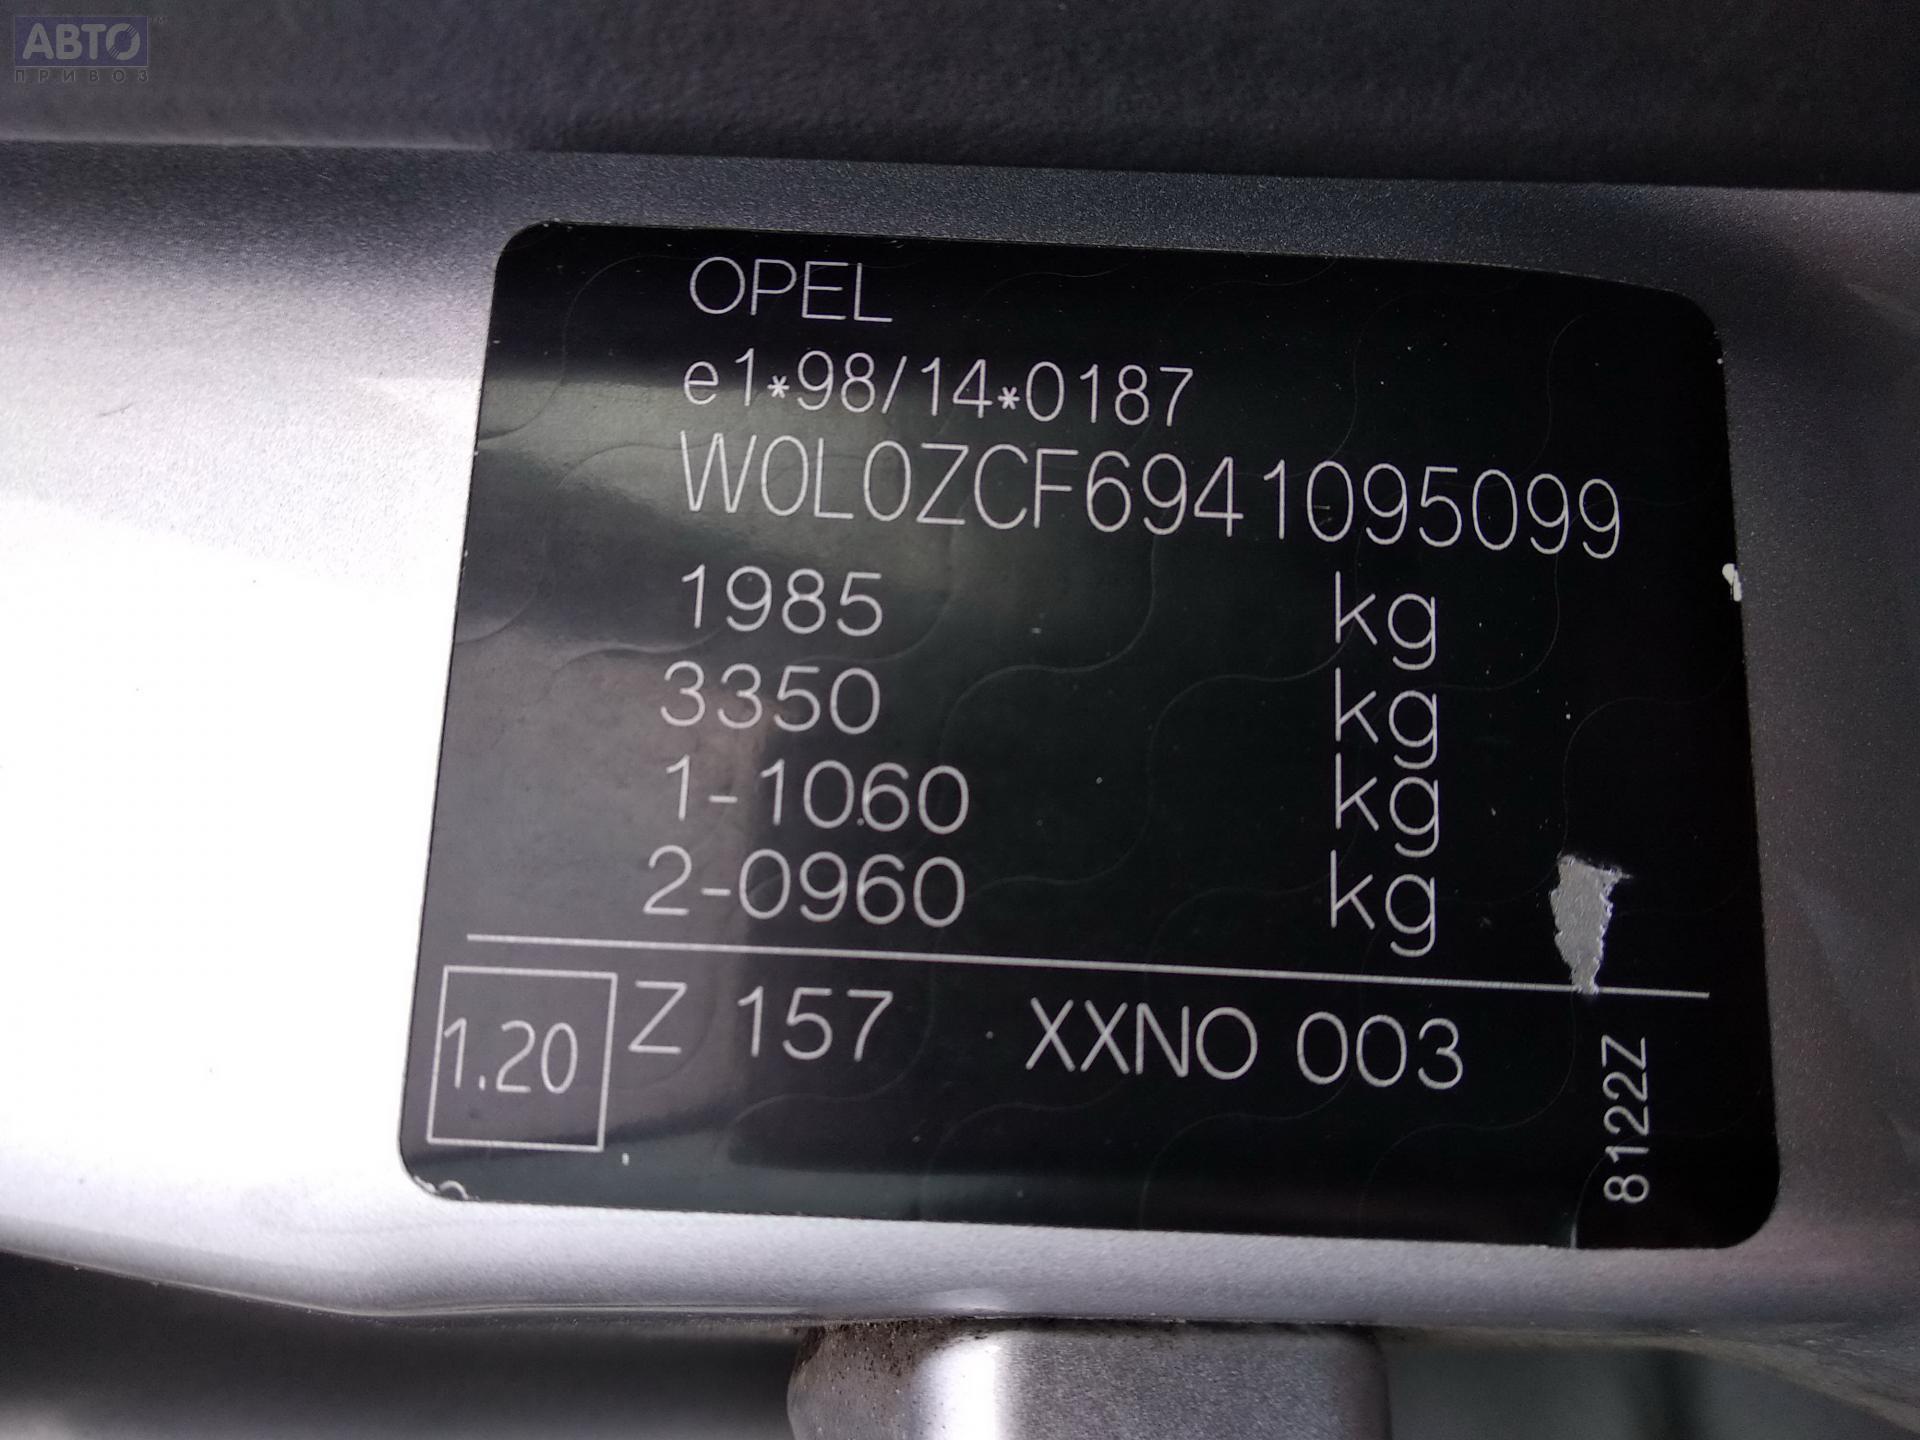 АВТО
ПРИВОЗ
OPEL
e1*98/14*0187
W0L0ZCF6941095099
1985 kg
3350 kg
1-1060 kg
2-0960 kg
1.20 Z 157 XXNO 003
8122Z